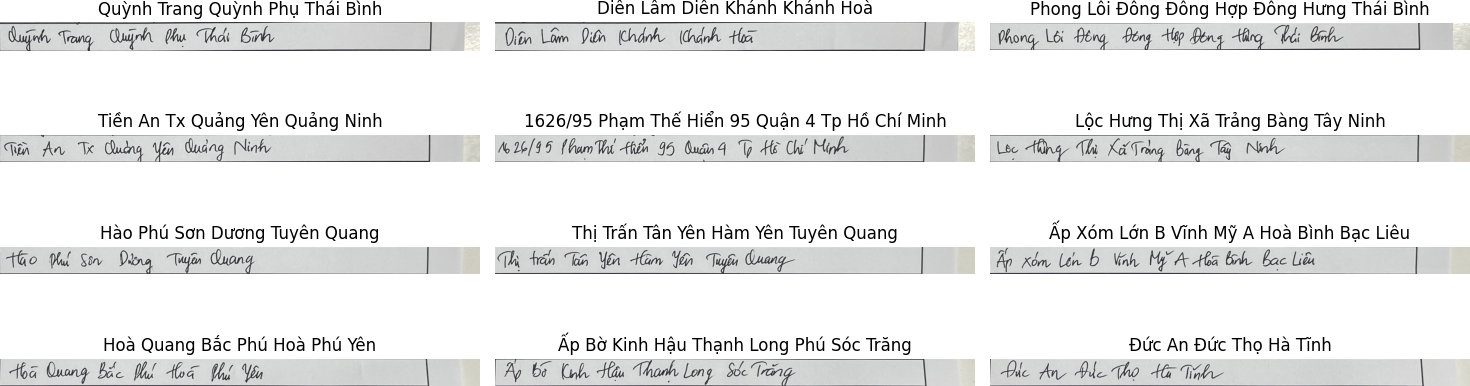 Quỳnh Trang Quỳnh Phụ Thái Bình
Diên Lâm Diên Khánh Khánh Hoà
Phong Lôi Đông Đông Hợp Đông Hưng Thái Bình
Quỳnh Trang Quỳnh Phụ Thái Bình
Diên Lâm Diên Khánh Khánh Hoà
Phong Lôi Đông Đông Hợp Đông Hưng Thái Bình
Tiền An Tx Quảng Yên Quảng Ninh
1626/95 Phạm Thế Hiển 95 Quận 4 Tp Hồ Chí Minh
Lộc Hưng Thị Xã Trảng Bàng Tây Ninh
Tiền An Tx Quảng Yên Quảng Ninh
1626/95 Phạm Thế Hiển 95 Quận 4 Tp Hồ Chí Minh
Lộc Hưng Thị Xã Trảng Bàng Tây Ninh
Hào Phú Sơn Dương Tuyên Quang
Thị Trấn Tân Yên Hàm Yên Tuyên Quang
Ấp Xóm Lớn B Vĩnh Mỹ A Hoà Bình Bạc Liêu
Hào Phú Sơn Dương Tuyên Quang
Thị trấn Tân Yên Hàm Yên Tuyên Quang
Ấp xóm Lớn B Vĩnh Mỹ A Hoà Bình Bạc Liêu
Hoà Quang Bắc Phú Hoà Phú Yên
Ấp Bờ Kinh Hậu Thạnh Long Phú Sóc Trăng
Đức An Đức Thọ Hà Tĩnh
Hoà Quang Bắc Phú Hoà Phú Yên
Ấp Bờ Kinh Hậu Thạnh Long Sóc Trăng
Đức An Đức Thọ Hà Tĩnh